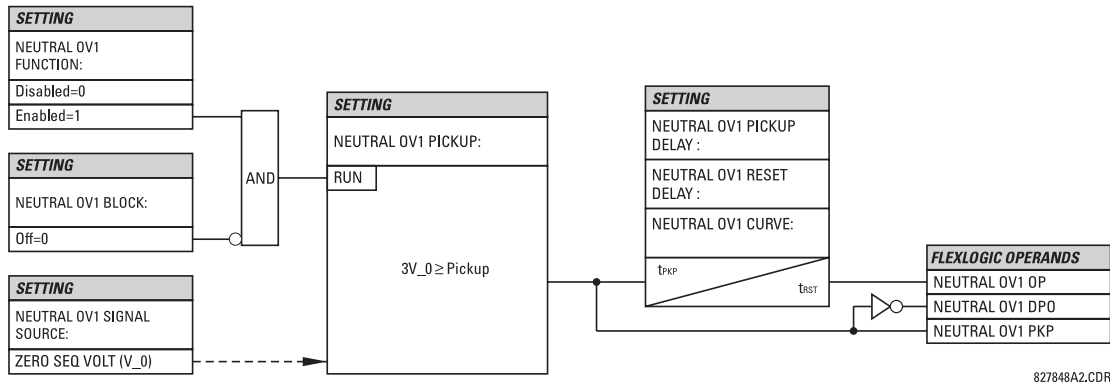 SETTING
NEUTRAL OV1
FUNCTION:
Disabled=0
Enabled=1
SETTING
NEUTRAL OV1 BLOCK:
Off=0
SETTING
NEUTRAL OV1 SIGNAL
SOURCE:
ZERO SEQ VOLT (V_0)
AND
SETTING
NEUTRAL OV1 PICKUP:
RUN
3V_0 ≥ Pickup
SETTING
NEUTRAL OV1 PICKUP
DELAY :
NEUTRAL OV1 RESET
DELAY :
NEUTRAL OV1 CURVE:
tPKP
tRST
FLEXLOGIC OPERANDS
NEUTRAL OV1 OP
NEUTRAL OV1 DPO
NEUTRAL OV1 PKP
827848A2.CDR